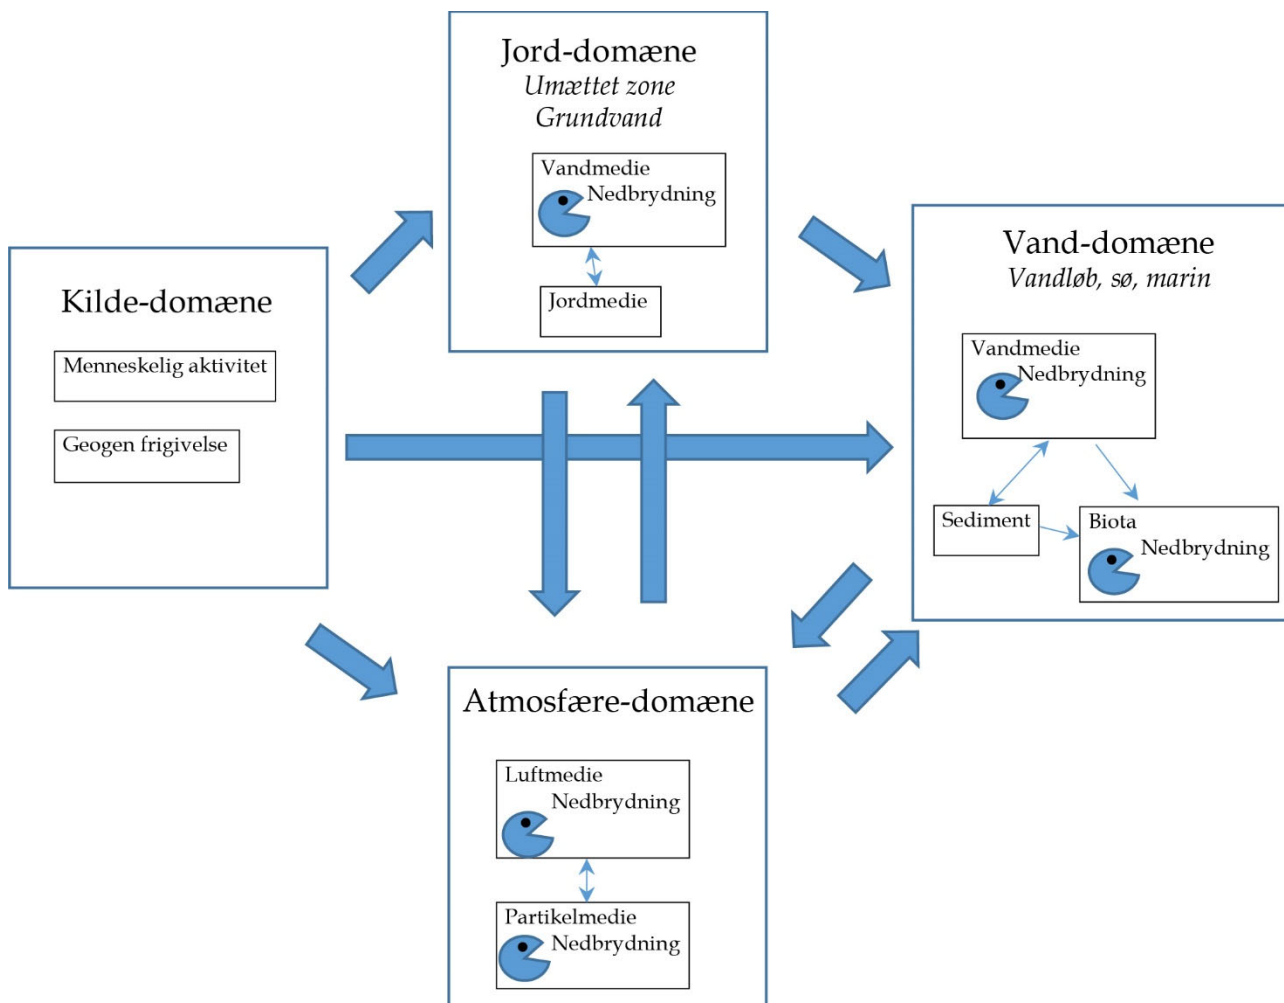 Jord-domæne
Umættet zone
Grundvand
Vandmedie
Nedbrydning
Jordmedie
Kilde-domæne
Menneskelig aktivitet
Geogen frigivelse
Vand-domæne
Vandløb, sø, marin
Vandmedie
Nedbrydning
Sediment
Biota
Nedbrydning
Atmosfære-domæne
Luftmedie
Nedbrydning
Partikelmedie
Nedbrydning